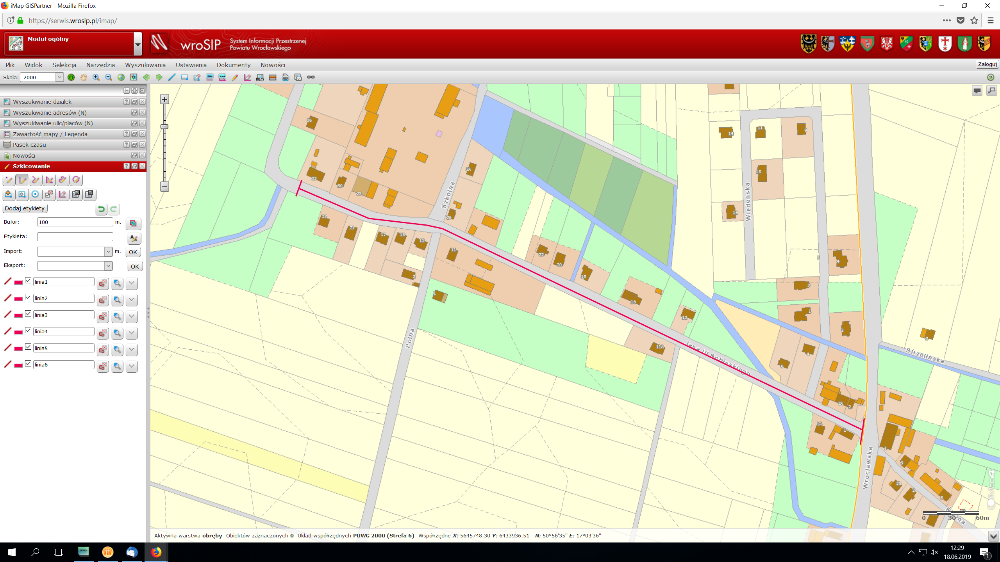 iMap GISPartner - Mozilla Firefox
https://serwis.wrosip.pl/imap/
Moduł ogólny
wroSIP
System Informacji Przestrzenej
Powiatu Wrocławskiego
Plik Widok Selekcja Narzędzia Wyszukiwania Ustawienia Dokumenty Nowości
Zaloguj
Skala: 2000
Wyszukiwanie działek
Wyszukiwanie adresów (N)
Wyszukiwanie ulic/placów (N)
Zawartość mapy / Legenda
Pasek czasu
Nowości
Szkicowanie
Dodaj etykiety
Bufor: 100 m.
Etykieta:
Import: m. OK
Eksport: OK
linia1
linia2
linia3
linia4
linia5
linia6
36
32
30
28
2A
26
Szkolna
23
21
17
15
13
11
2
1
Polna
22
20
18
16
12
11A
Jana III Sobieskiego
14
11
9
13
16
Wiedeńska
5
4
3
1
2
4
6
2A
2
1A
1
Wrocławska
3
Strzelińska
1
3
2h
2
5
iMap4
0 30 60m
Aktywna warstwa obręby Obiektów zaznaczonych 0 Układ współrzędnych PUWG 2000 (Strefa 6) Współrzędne X: 5645748.30 Y: 6433936.51 N: 50°56'35" E: 17°03'36"
12:29
18.06.2019
1